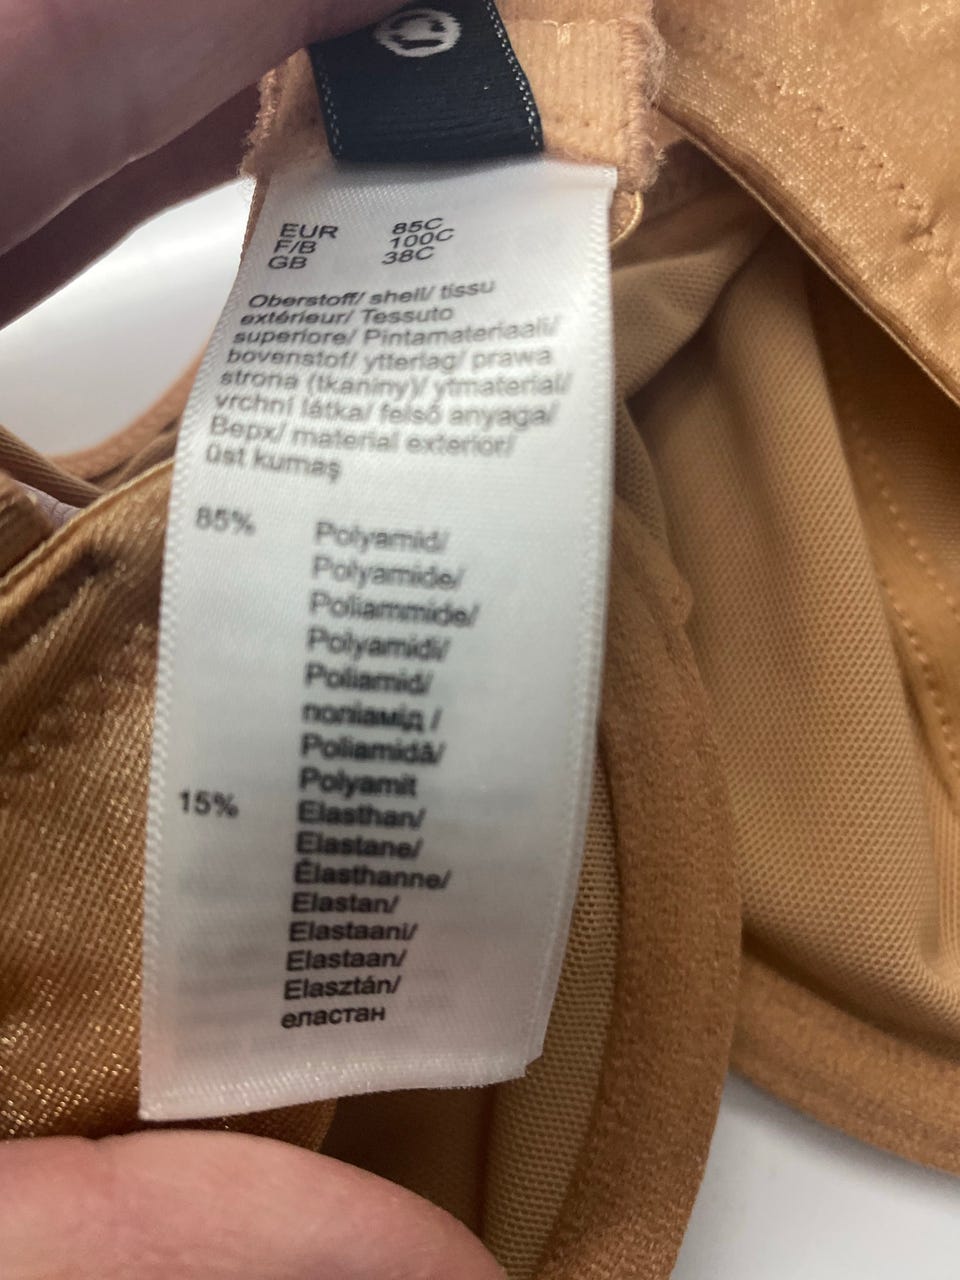 EUR 85C
F/B 100C
GB 38C
Oberstoff/ shell/ tissu
extérieur/ Tessuto
superiore/ Pintamateriaali/
bovenstof/ ytterlag/ prawa
strona (tkaniny)/ ytmaterial/
vrchní látka/ felső anyaga/
Верх/ material exterior/
üst kumaş
85% Polyamid/
Polyamide/
Poliammide/
Polyamidi/
Poliamid/
поліамід /
Poliamidă/
Polyamit
15% Elasthan/
Elastane/
Élasthanne/
Elastan/
Elastaani/
Elastaan/
Elasztán/
еластан